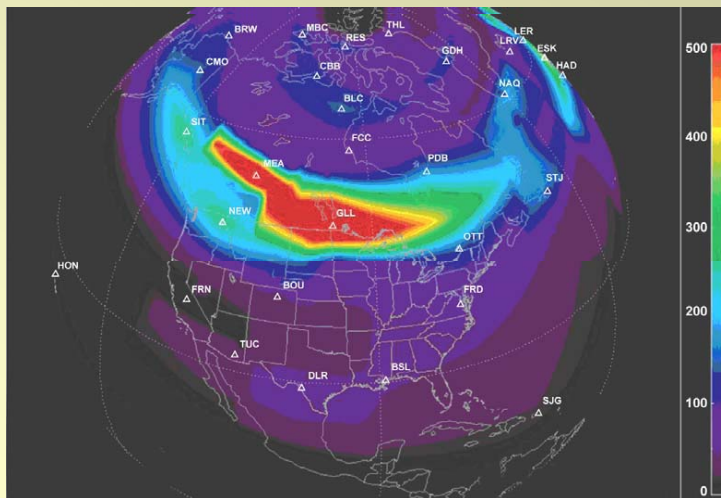 BRW
MBC
THL
LER
RES
LRV
ESK
GDH
HAD
CMO
CBB
NAQ
BLC
SIT
FCC
MEA
PDB
STJ
NEW
GLL
OTT
HON
FRN
BOU
FRD
TUC
DLR
BSL
SJG
500
400
300
200
100
0